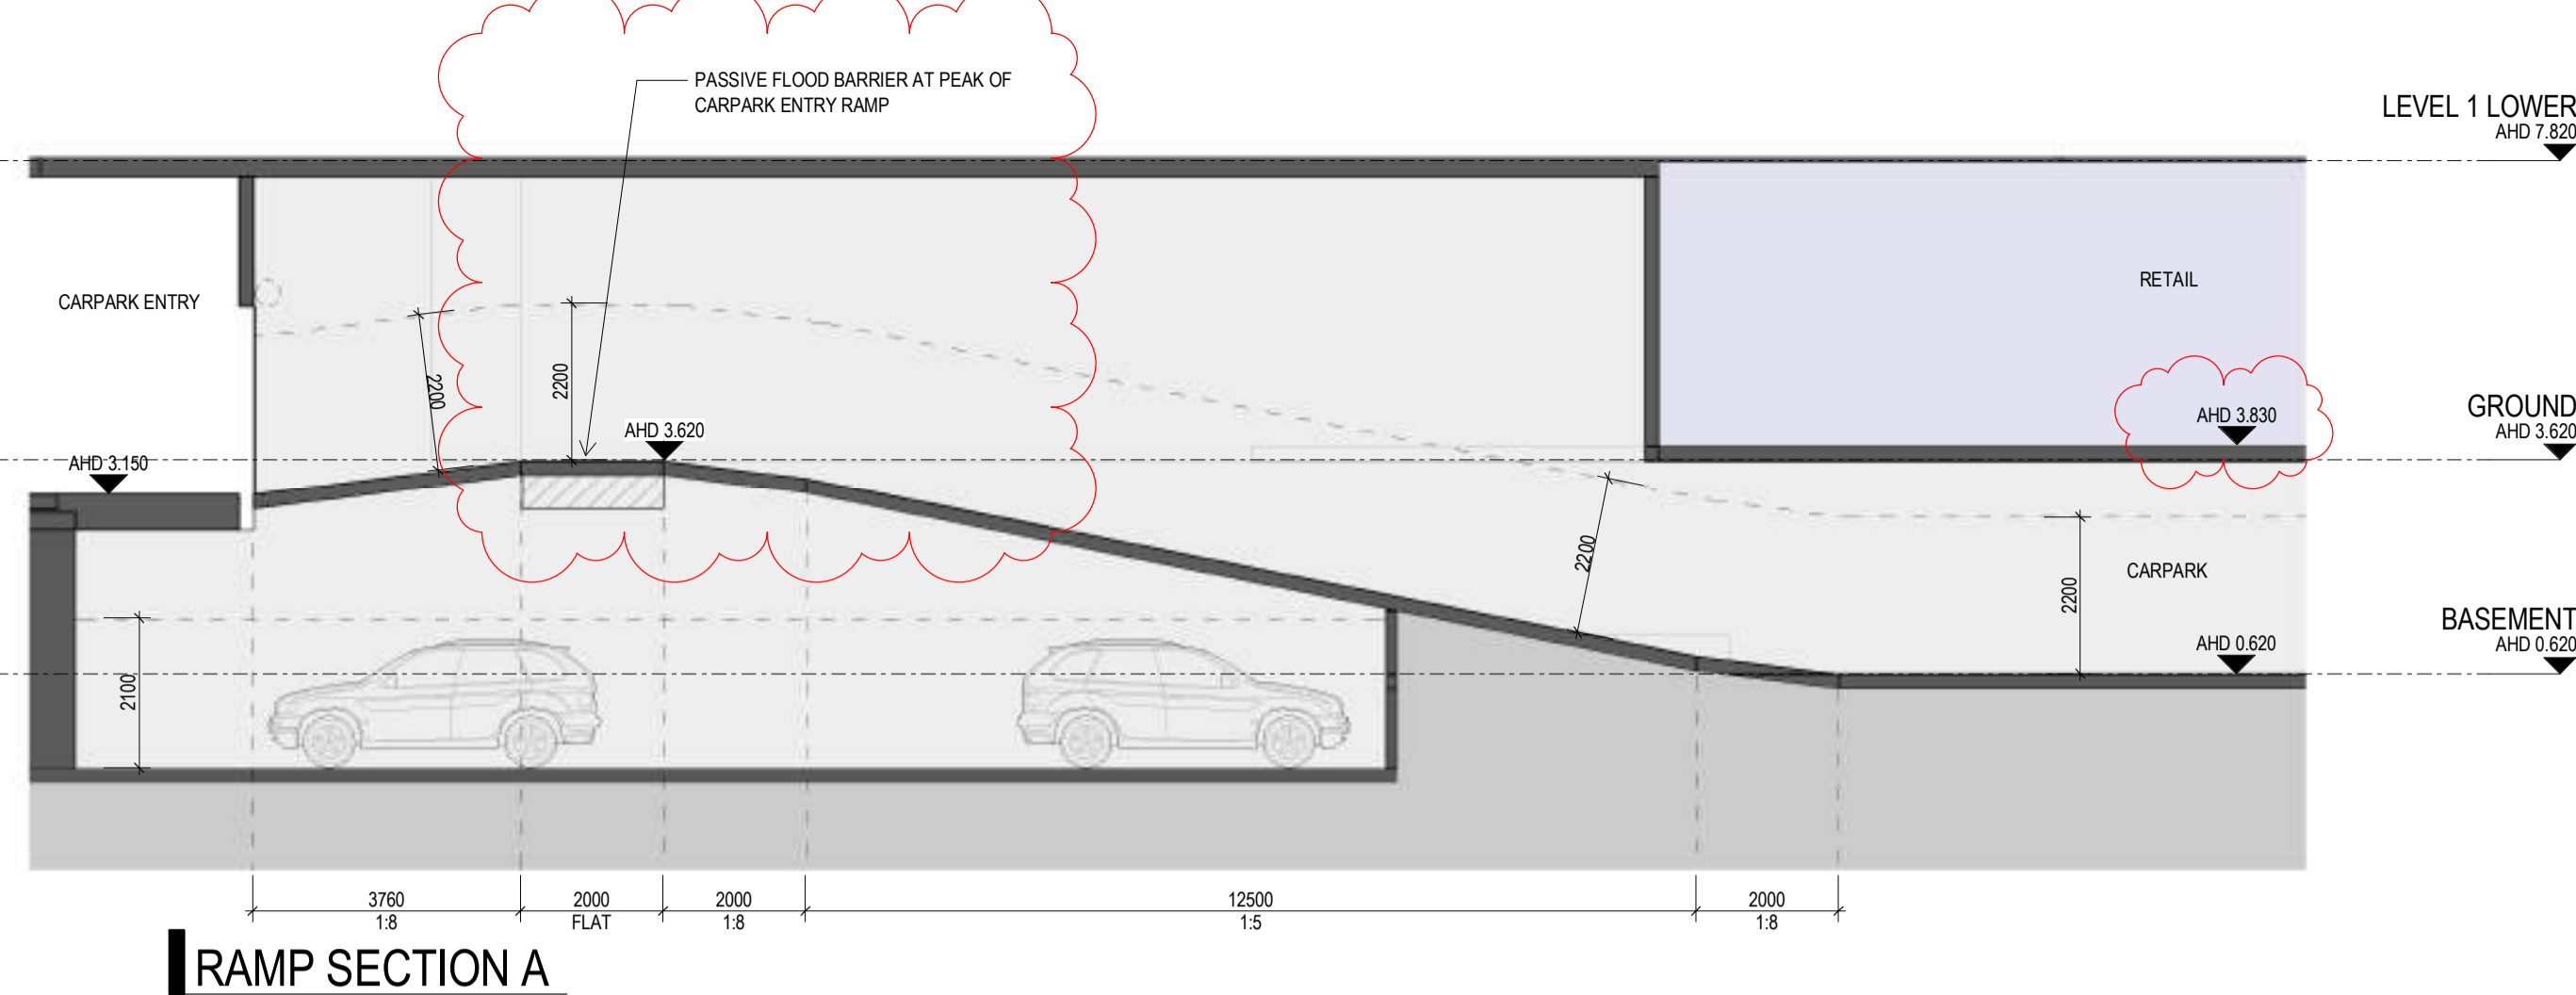 PASSIVE FLOOD BARRIER AT PEAK OF
CARPARK ENTRY RAMP
LEVEL 1 LOWER
AHD 7.820
CARPARK ENTRY
RETAIL
2200
2200
AHD 3.620
AHD 3.830
GROUND
AHD 3.620
AHD 3.150
2200
CARPARK
2200
BASEMENT
AHD 0.620
AHD 0.620
2100
3760
1:8
2000
FLAT
2000
1:8
12500
1:5
2000
1:8
RAMP SECTION A